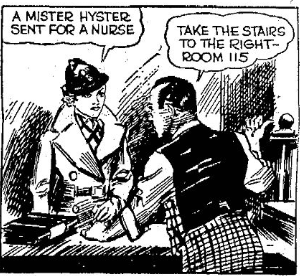 A MISTER HYSTER
SENT FOR A NURSE
TAKE THE STAIRS
TO THE RIGHT-
ROOM 115